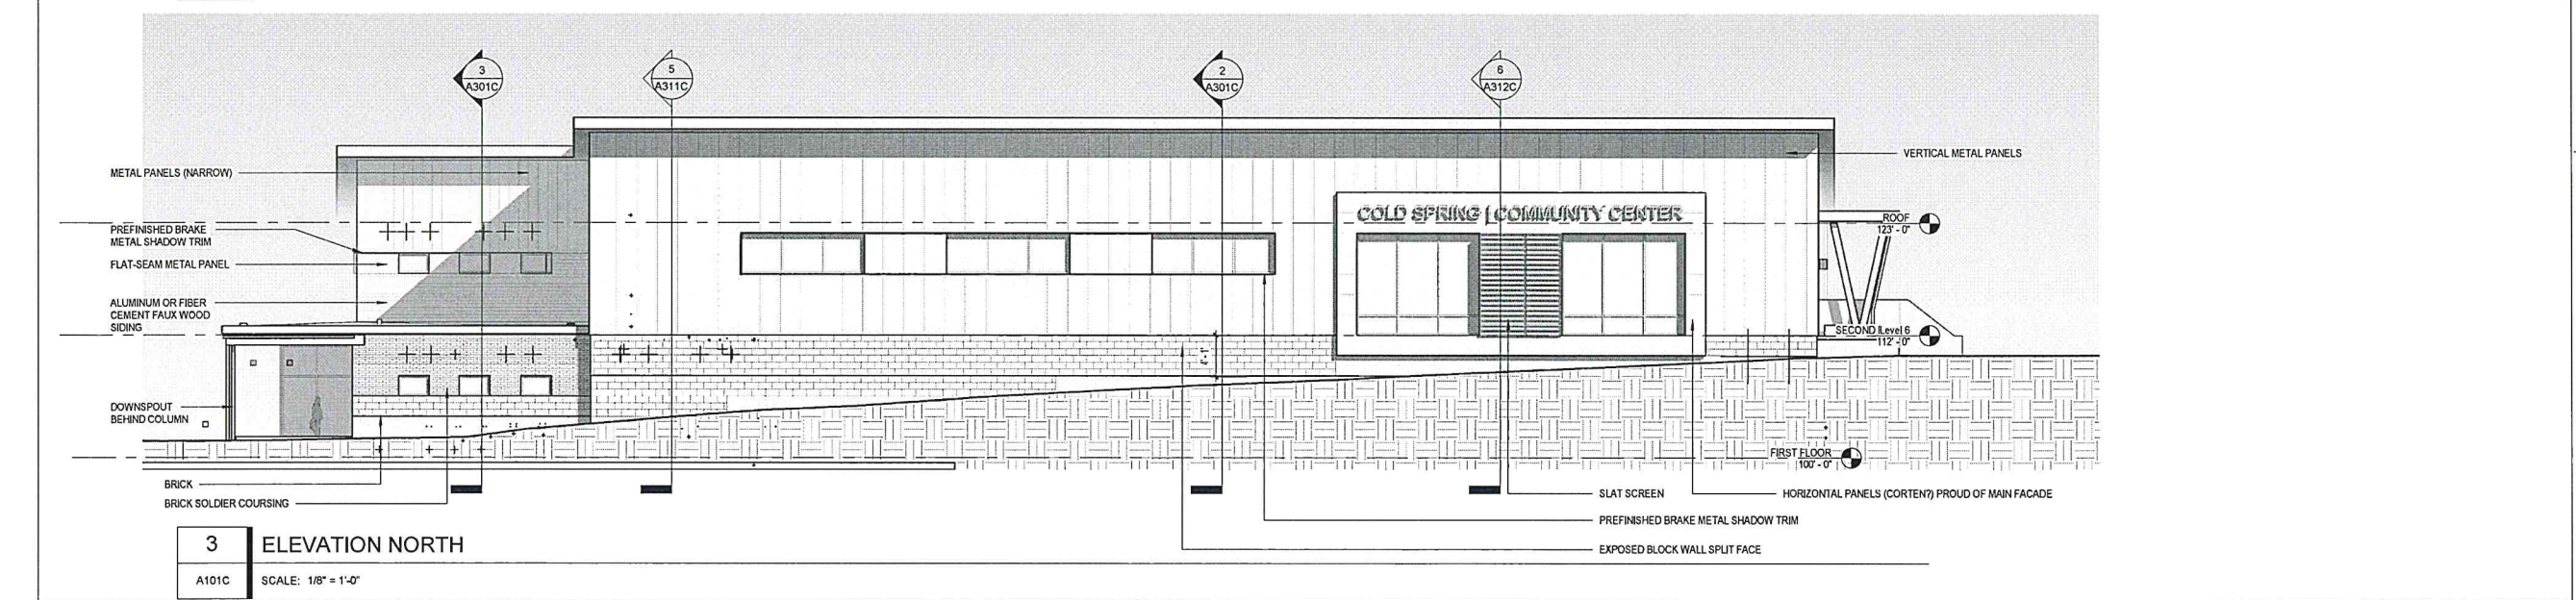 3
A301C
5
A311C
2
A301C
6
A312C
METAL PANELS (NARROW)
VERTICAL METAL PANELS
COLD SPRING | COMMUNITY CENTER
ROOF
123' - 0"
PREFINISHED BRAKE
METAL SHADOW TRIM
FLAT-SEAM METAL PANEL
ALUMINUM OR FIBER
CEMENT FAUX WOOD
SIDING
SECOND
Level 6
112' - 0"
DOWNSPOUT
BEHIND COLUMN
FIRST FLOOR
100' - 0"
BRICK
BRICK SOLDIER COURSING
SLAT SCREEN
HORIZONTAL PANELS (CORTEN?) PROUD OF MAIN FACADE
PREFINISHED BRAKE METAL SHADOW TRIM
EXPOSED BLOCK WALL SPLIT FACE
3
ELEVATION NORTH
A101C
SCALE: 1/8" = 1'-0"